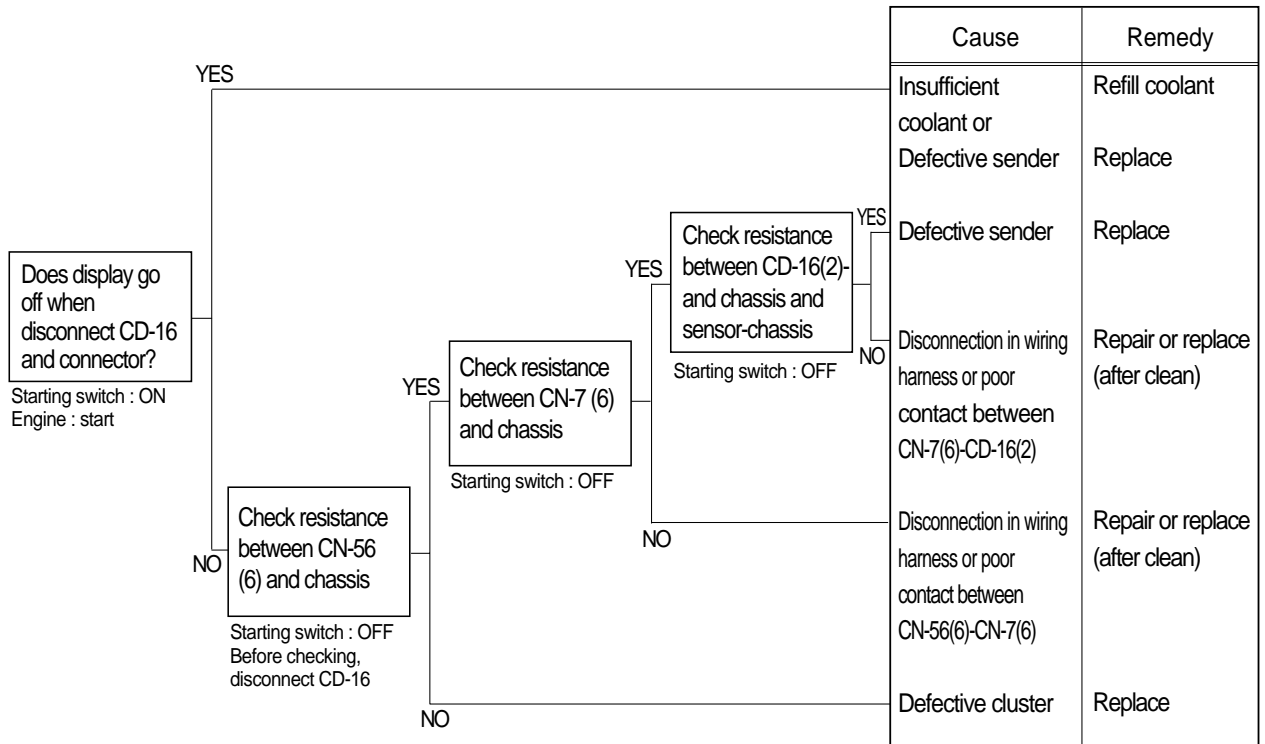 Cause
Remedy
YES
Insufficient
coolant or
Refill coolant
Defective sender
Replace
YES
Defective sender
Replace
Check resistance
between CD-16(2)-
and chassis and
sensor-chassis
Starting switch : OFF
YES
NO
Disconnection in wiring
harness or poor
contact between
CN-7(6)-CD-16(2)
Repair or replace
(after clean)
Does display go
off when
disconnect CD-16
and connector?
Starting switch : ON
Engine : start
YES
Check resistance
between CN-7 (6)
and chassis
Starting switch : OFF
NO
Disconnection in wiring
harness or poor
contact between
CN-56(6)-CN-7(6)
Repair or replace
(after clean)
NO
Check resistance
between CN-56
(6) and chassis
Starting switch : OFF
Before checking,
disconnect CD-16
NO
Defective cluster
Replace